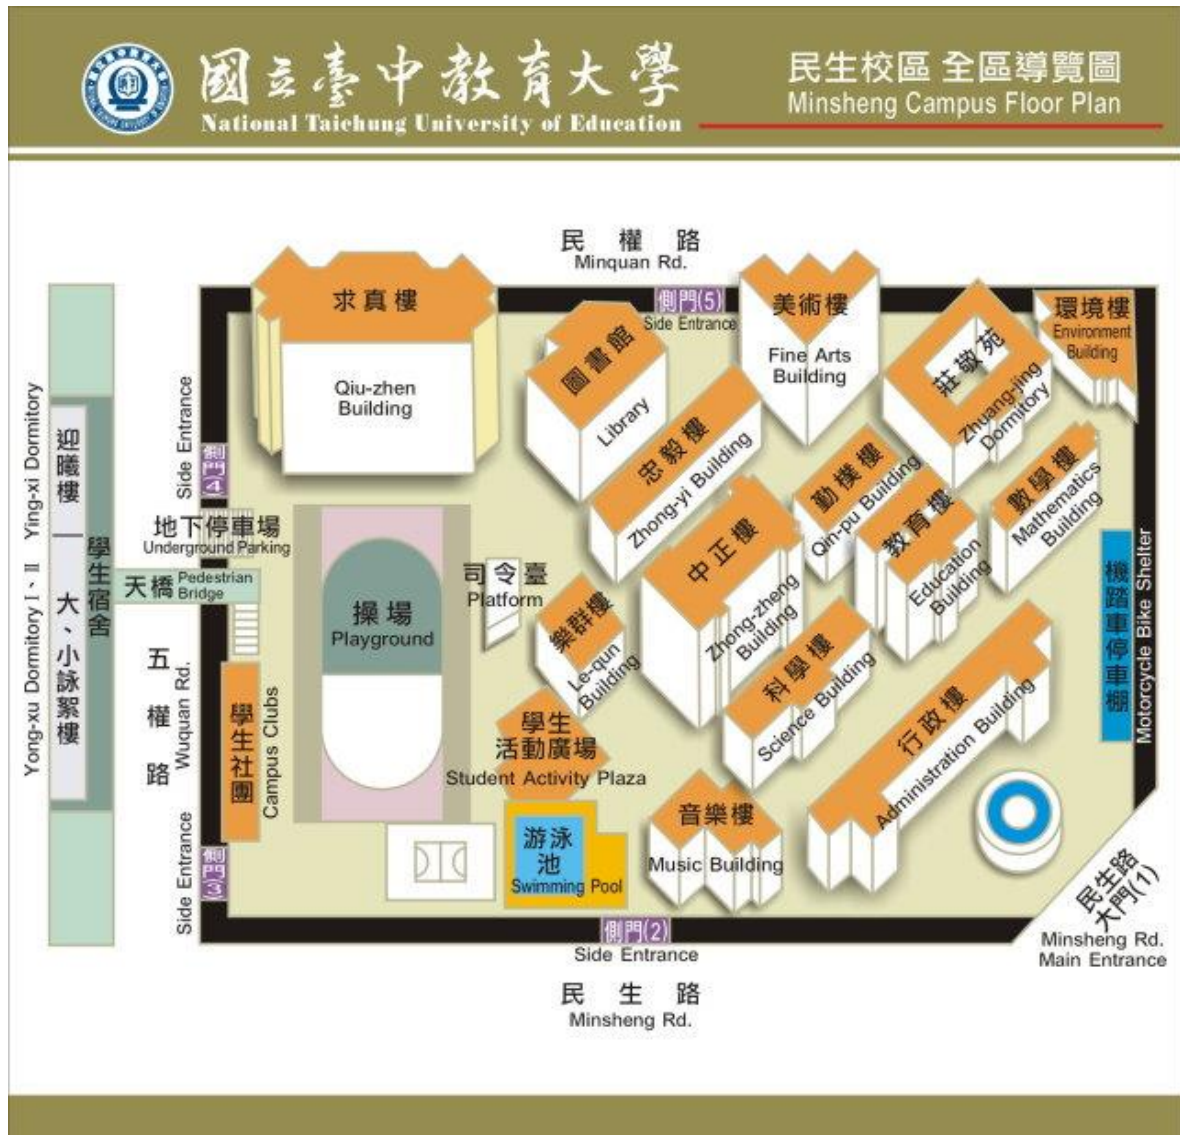 國立臺中教育大學
National Taichung University of Education
民生校區 全區導覽圖
Minsheng Campus Floor Plan
民權路
Minquan Rd.
求真樓
Qiu-zhen
Building
圖書館
Library
側門(5)
Side Entrance
美術樓
Fine Arts
Building
莊敬苑
Zhuang-jing
Dormitory
環境樓
Environment
Building
Side Entrance
側門(4)
忠毅樓
Zhong-yi Building
勤樸樓
Qin-pu Building
教育樓
Education
Building
數學樓
Mathematics
Building
中正樓
Zhong-zheng
Building
Ying-xi Dormitory
迎曦樓
學生宿舍
Yong-xu Dormitory I、II
大、小詠絮樓
地下停車場
Underground Parking
天橋
Pedestrian
Bridge
操場
Playground
司令臺
Platform
樂群樓
Le-qun
Building
科學樓
Science Building
行政樓
Administration Building
機踏車停車棚
Motorcycle Bike Shelter
五權路
Wuquan Rd.
學生社團
Campus Clubs
學生
活動廣場
Student Activity Plaza
游泳
池
Swimming Pool
音樂樓
Music Building
Side Entrance
側門(3)
側門(2)
Side Entrance
民生路
大門(1)
Minsheng Rd.
Main Entrance
民生路
Minsheng Rd.